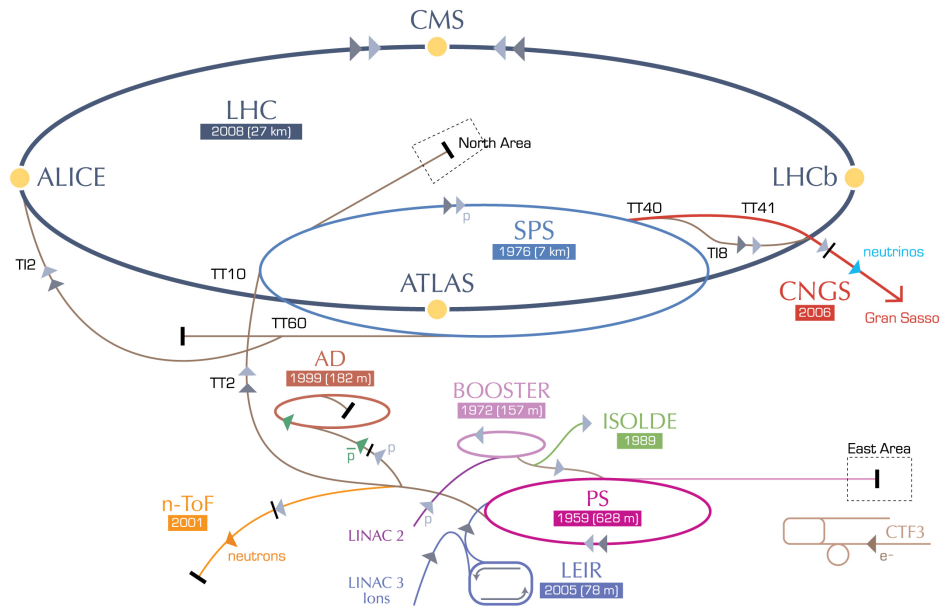 CMS
LHC
2008 (27 km)
North Area
ALICE
LHCb
TT40
TT41
p
SPS
1976 (7 km)
TI8
TI2
TT10
neutrinos
ATLAS
CNGS
2006
Gran Sasso
TT60
AD
1999 (182 m)
TT2
BOOSTER
1972 (157 m)
ISOLDE
1989
p
p
East Area
n-ToF
2001
PS
1959 (628 m)
p
LINAC 2
neutrons
CTF3
e-
LEIR
2005 (78 m)
LINAC 3
Ions